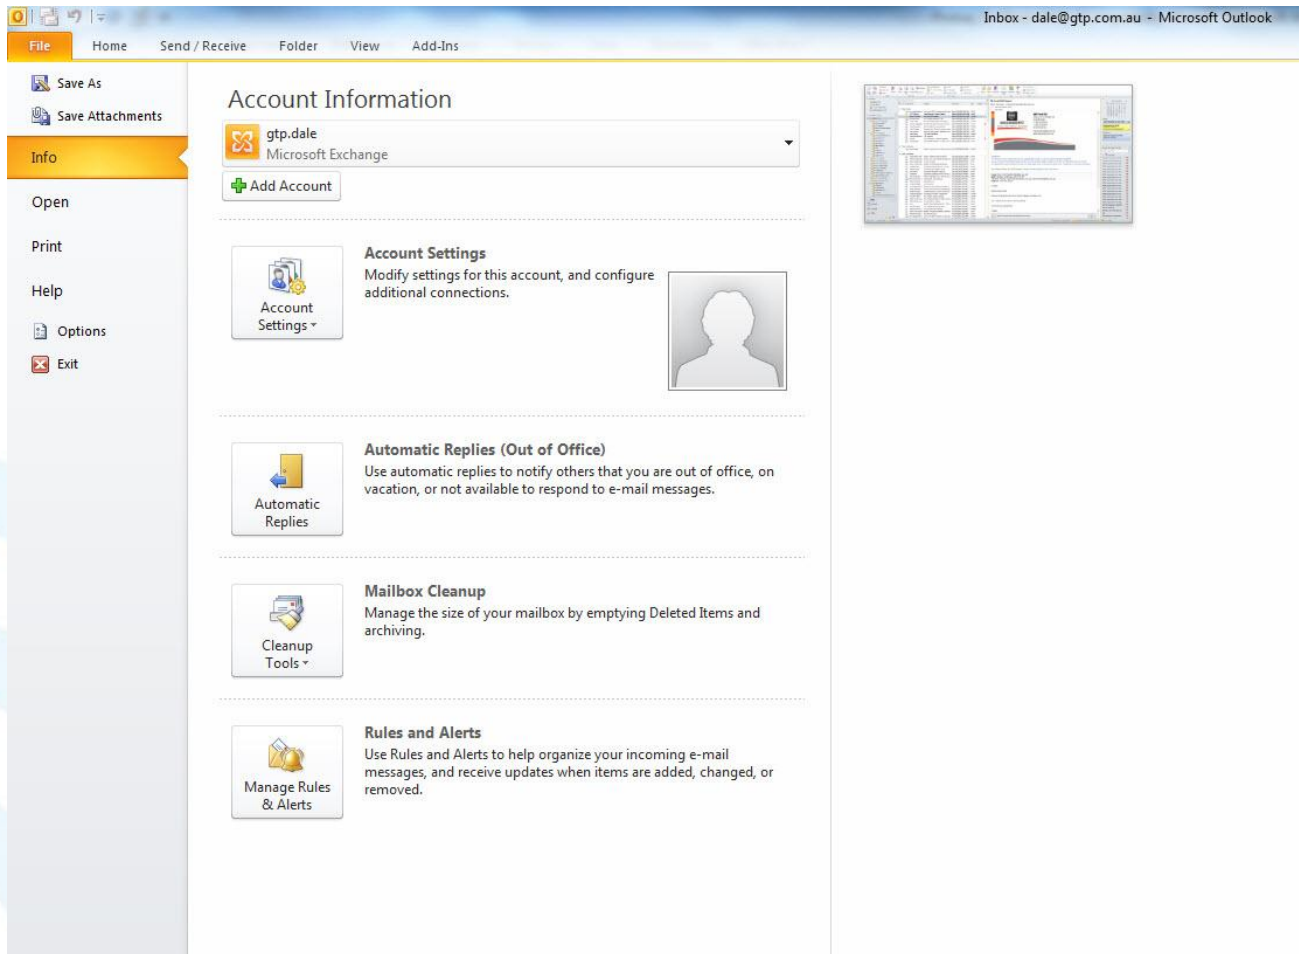 Inbox - dale@gtp.com.au - Microsoft Outlook
File Home Send / Receive Folder View Add-Ins
Save As
Save Attachments
Info
Open
Print
Help
Options
Exit
Account Information
gtp.dale
Microsoft Exchange
Add Account
Account
Settings
Account Settings
Modify settings for this account, and configure
additional connections.
Automatic
Replies
Automatic Replies (Out of Office)
Use automatic replies to notify others that you are out of office, on
vacation, or not available to respond to e-mail messages.
Cleanup
Tools
Mailbox Cleanup
Manage the size of your mailbox by emptying Deleted Items and
archiving.
Manage Rules
& Alerts
Rules and Alerts
Use Rules and Alerts to help organize your incoming e-mail
messages, and receive updates when items are added, changed, or
removed.